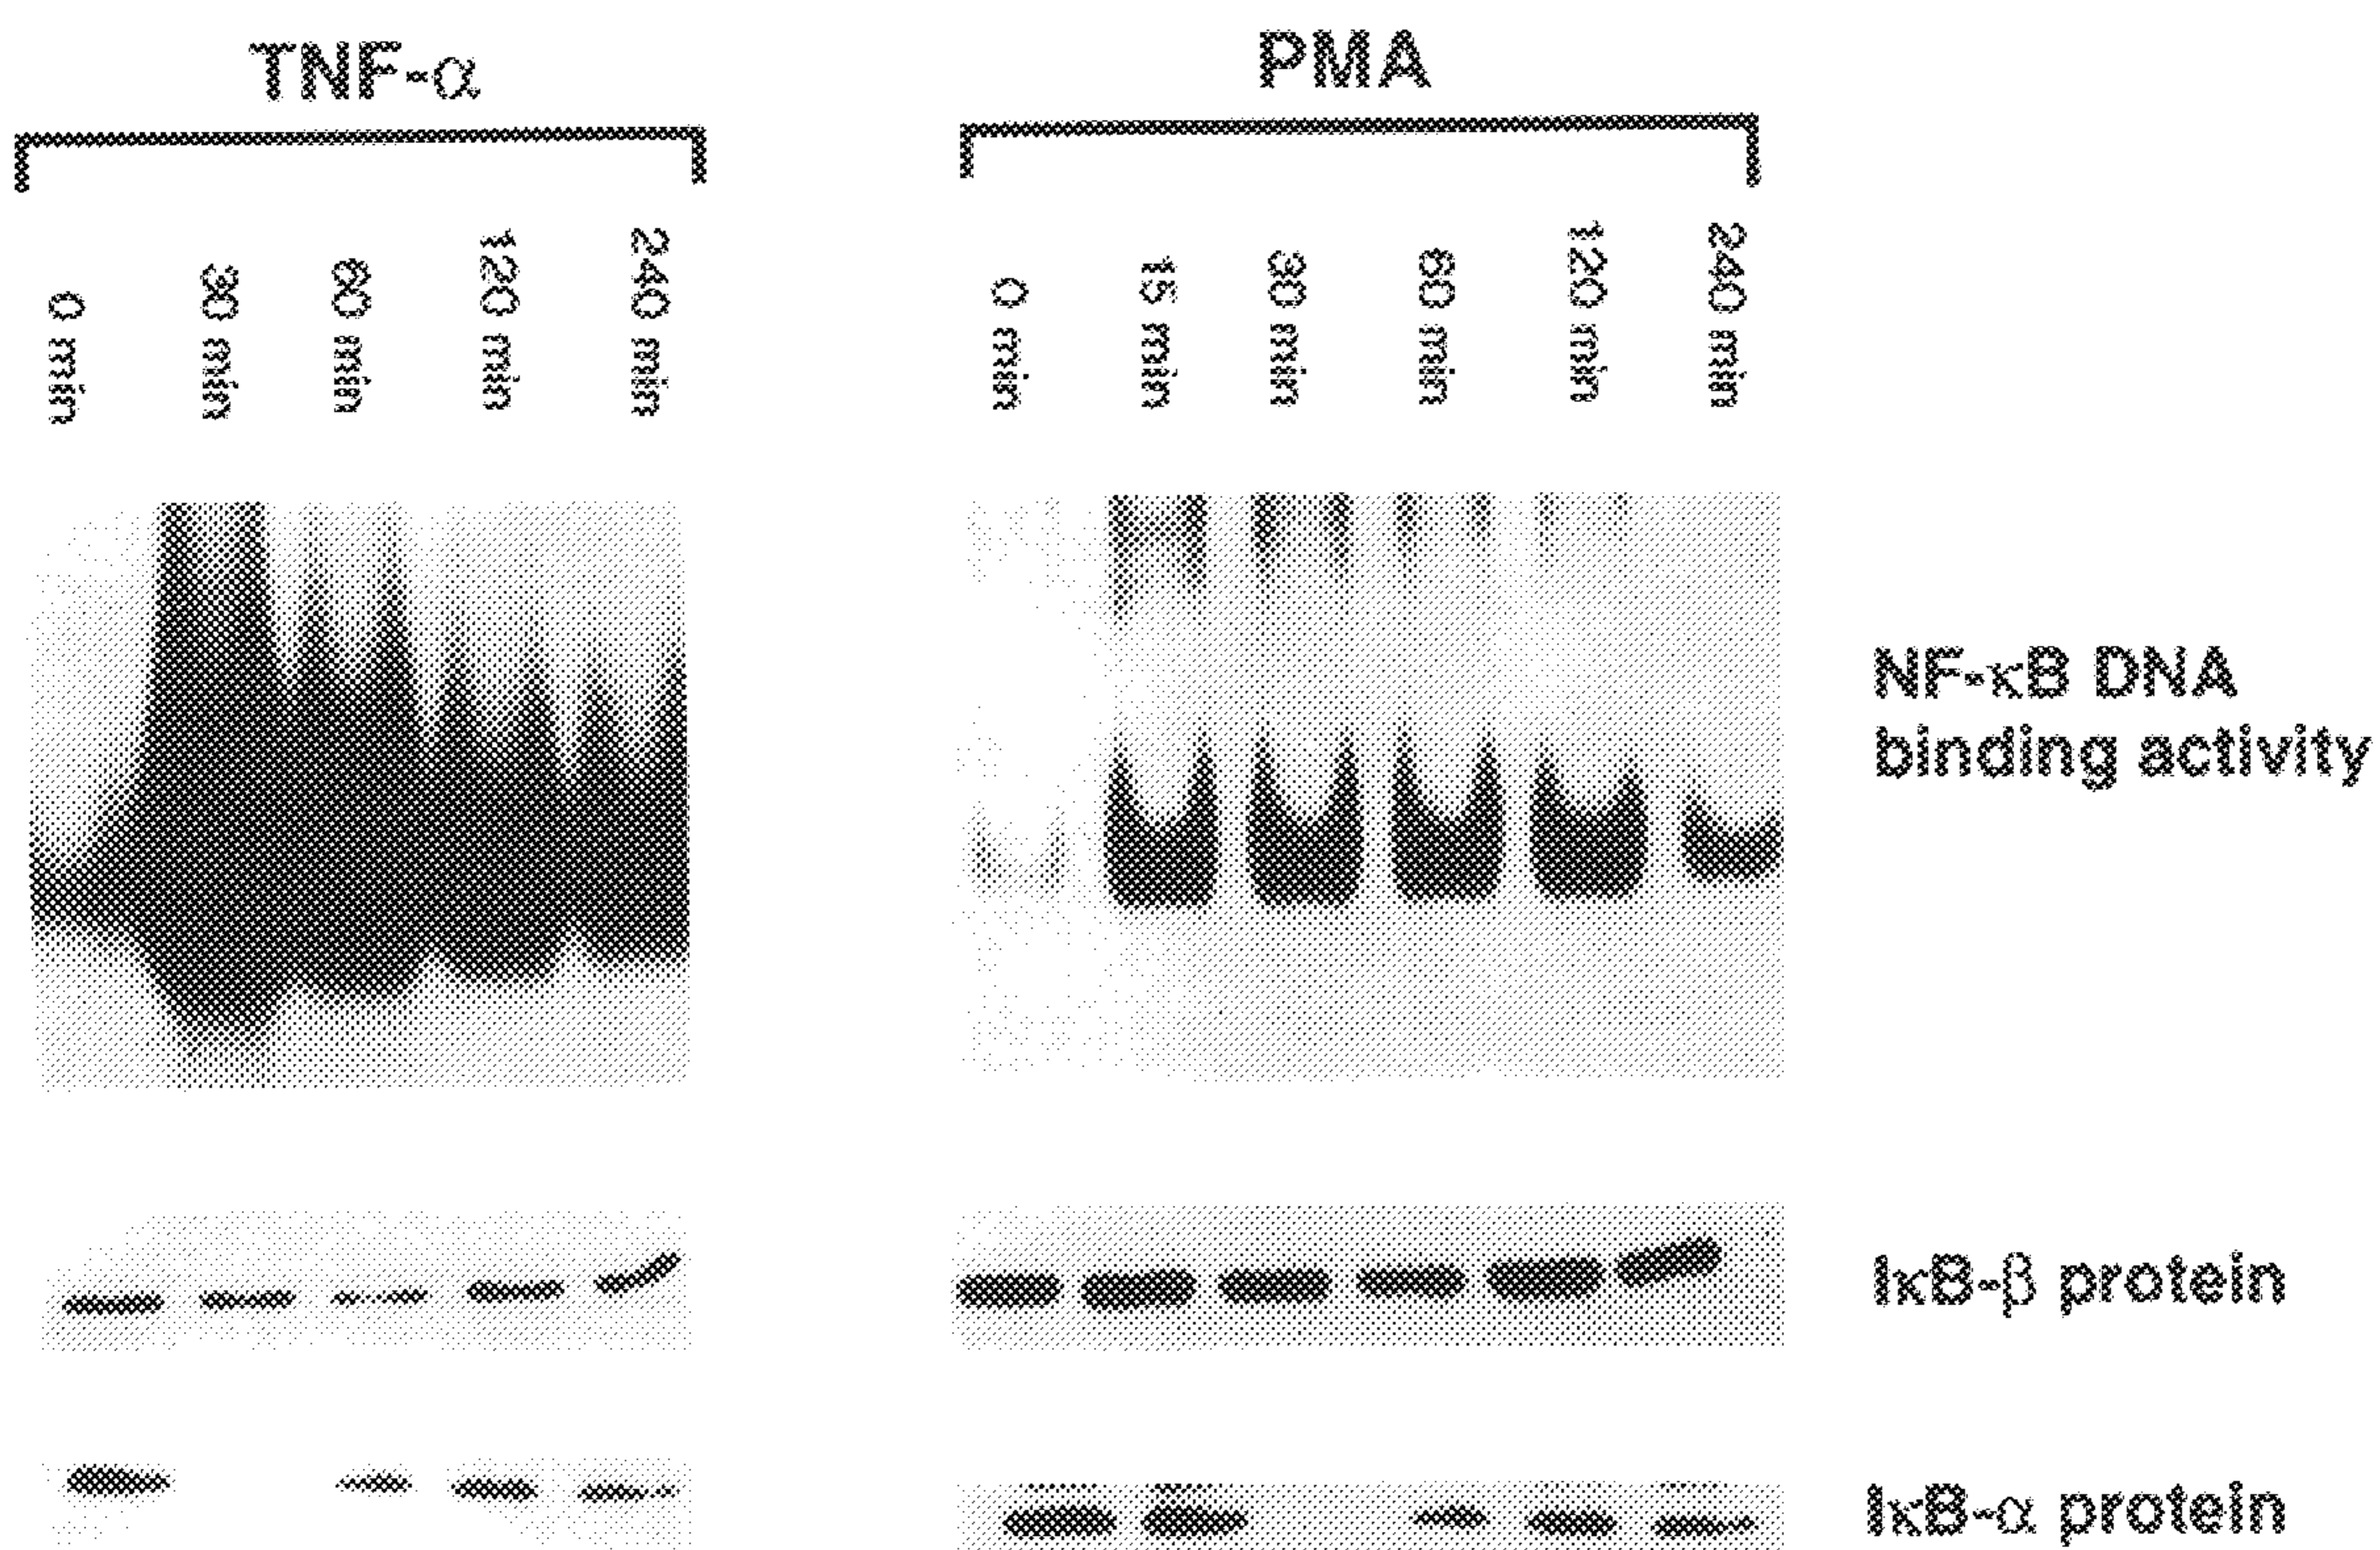 TNF-α
PMA
0 min
30 min
60 min
120 min
240 min
0 min
15 min
30 min
60 min
120 min
240 min
NF-κB DNA
binding activity
IκB-β protein
IκB-α protein